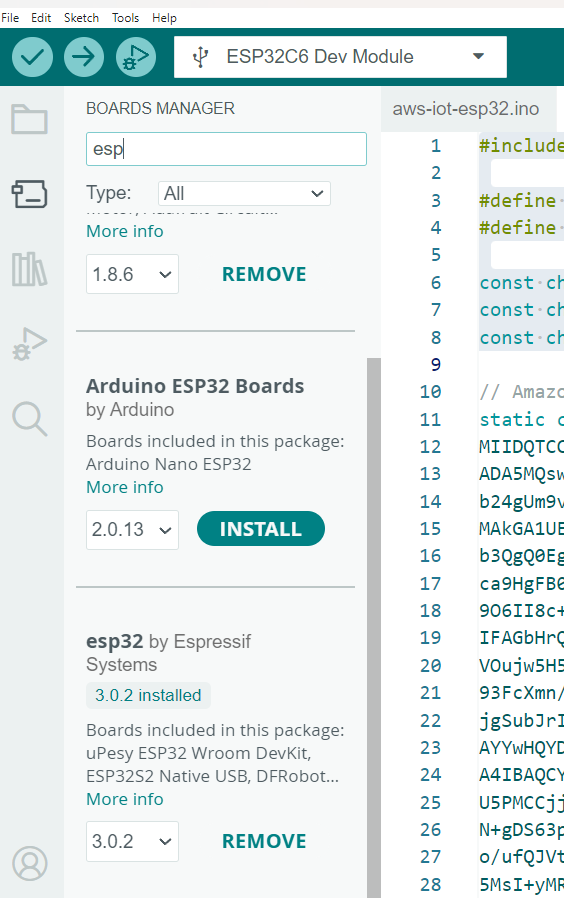 File Edit Sketch Tools Help
ESP32C6 Dev Module
BOARDS MANAGER
aws-iot-esp32.ino
esp
Type: All
More info
1.8.6 REMOVE
Arduino ESP32 Boards
by Arduino
Boards included in this package:
Arduino Nano ESP32
More info
2.0.13 INSTALL
esp32 by Espressif
Systems
3.0.2 installed
Boards included in this package:
uPesy ESP32 Wroom DevKit,
ESP32S2 Native USB, DFRobot...
More info
3.0.2 REMOVE
1 #include
2
3 #define
4 #define
5
6 const ch
7 const ch
8 const ch
9
10 // Amazo
11 static c
12 MIIDQTCC
13 ADA5MQsw
14 b24gUm9v
15 MAkGA1UE
16 b3QgQ0Eg
17 ca9HgFB0
18 9O6II8c+
19 IFAGbHrQ
20 VOujw5H5
21 93FcXmn/
22 jgSubJrI
23 AYYwHQYD
24 A4IBAQCY
25 U5PMCCjj
26 N+gDS63p
27 o/ufQJVt
28 5MsI+yMR